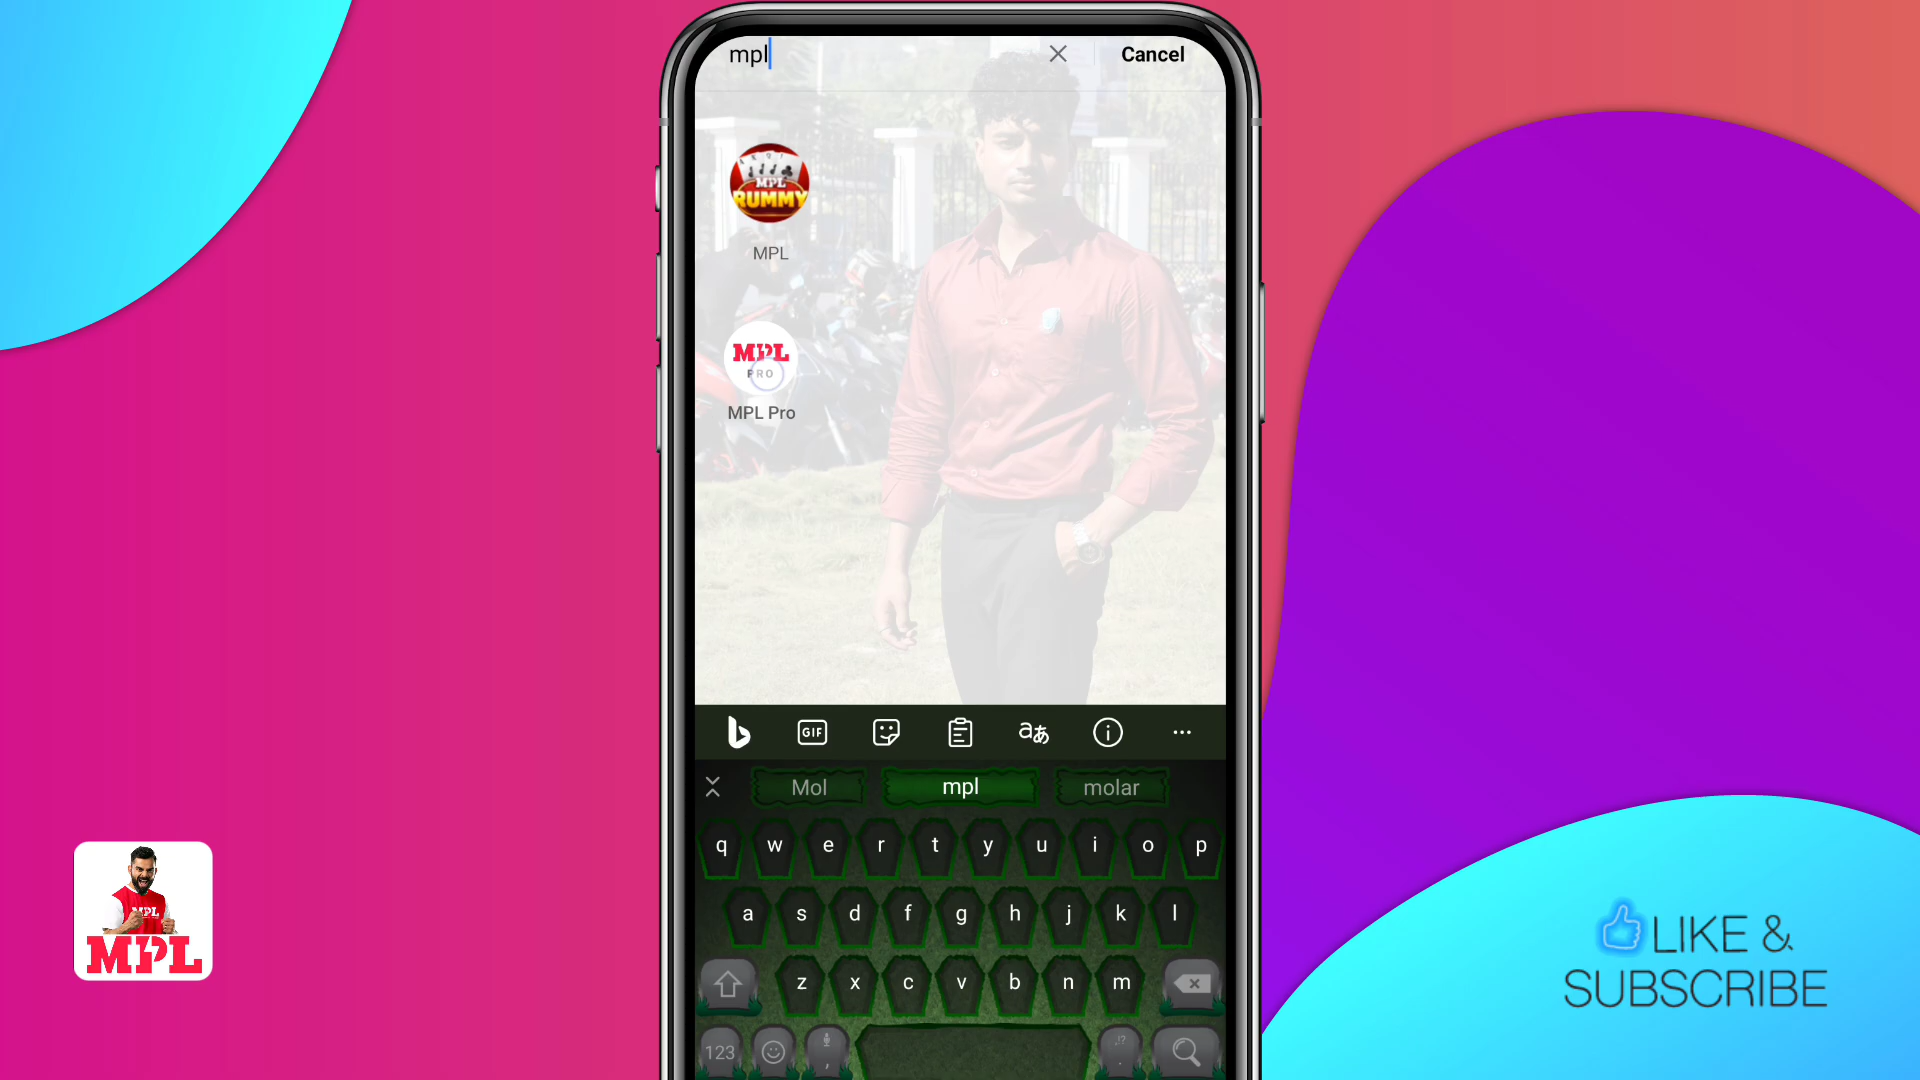 mpl
Cancel
MPL
RUMMY
MPL
MPL
PRO
MPL Pro
GIF
aあ
Mol
mpl
molar
q w e r t y u i o p
a s d f g h j k l
z x c v b n m
123 , !? .
MPL
MPL
LIKE &
SUBSCRIBE